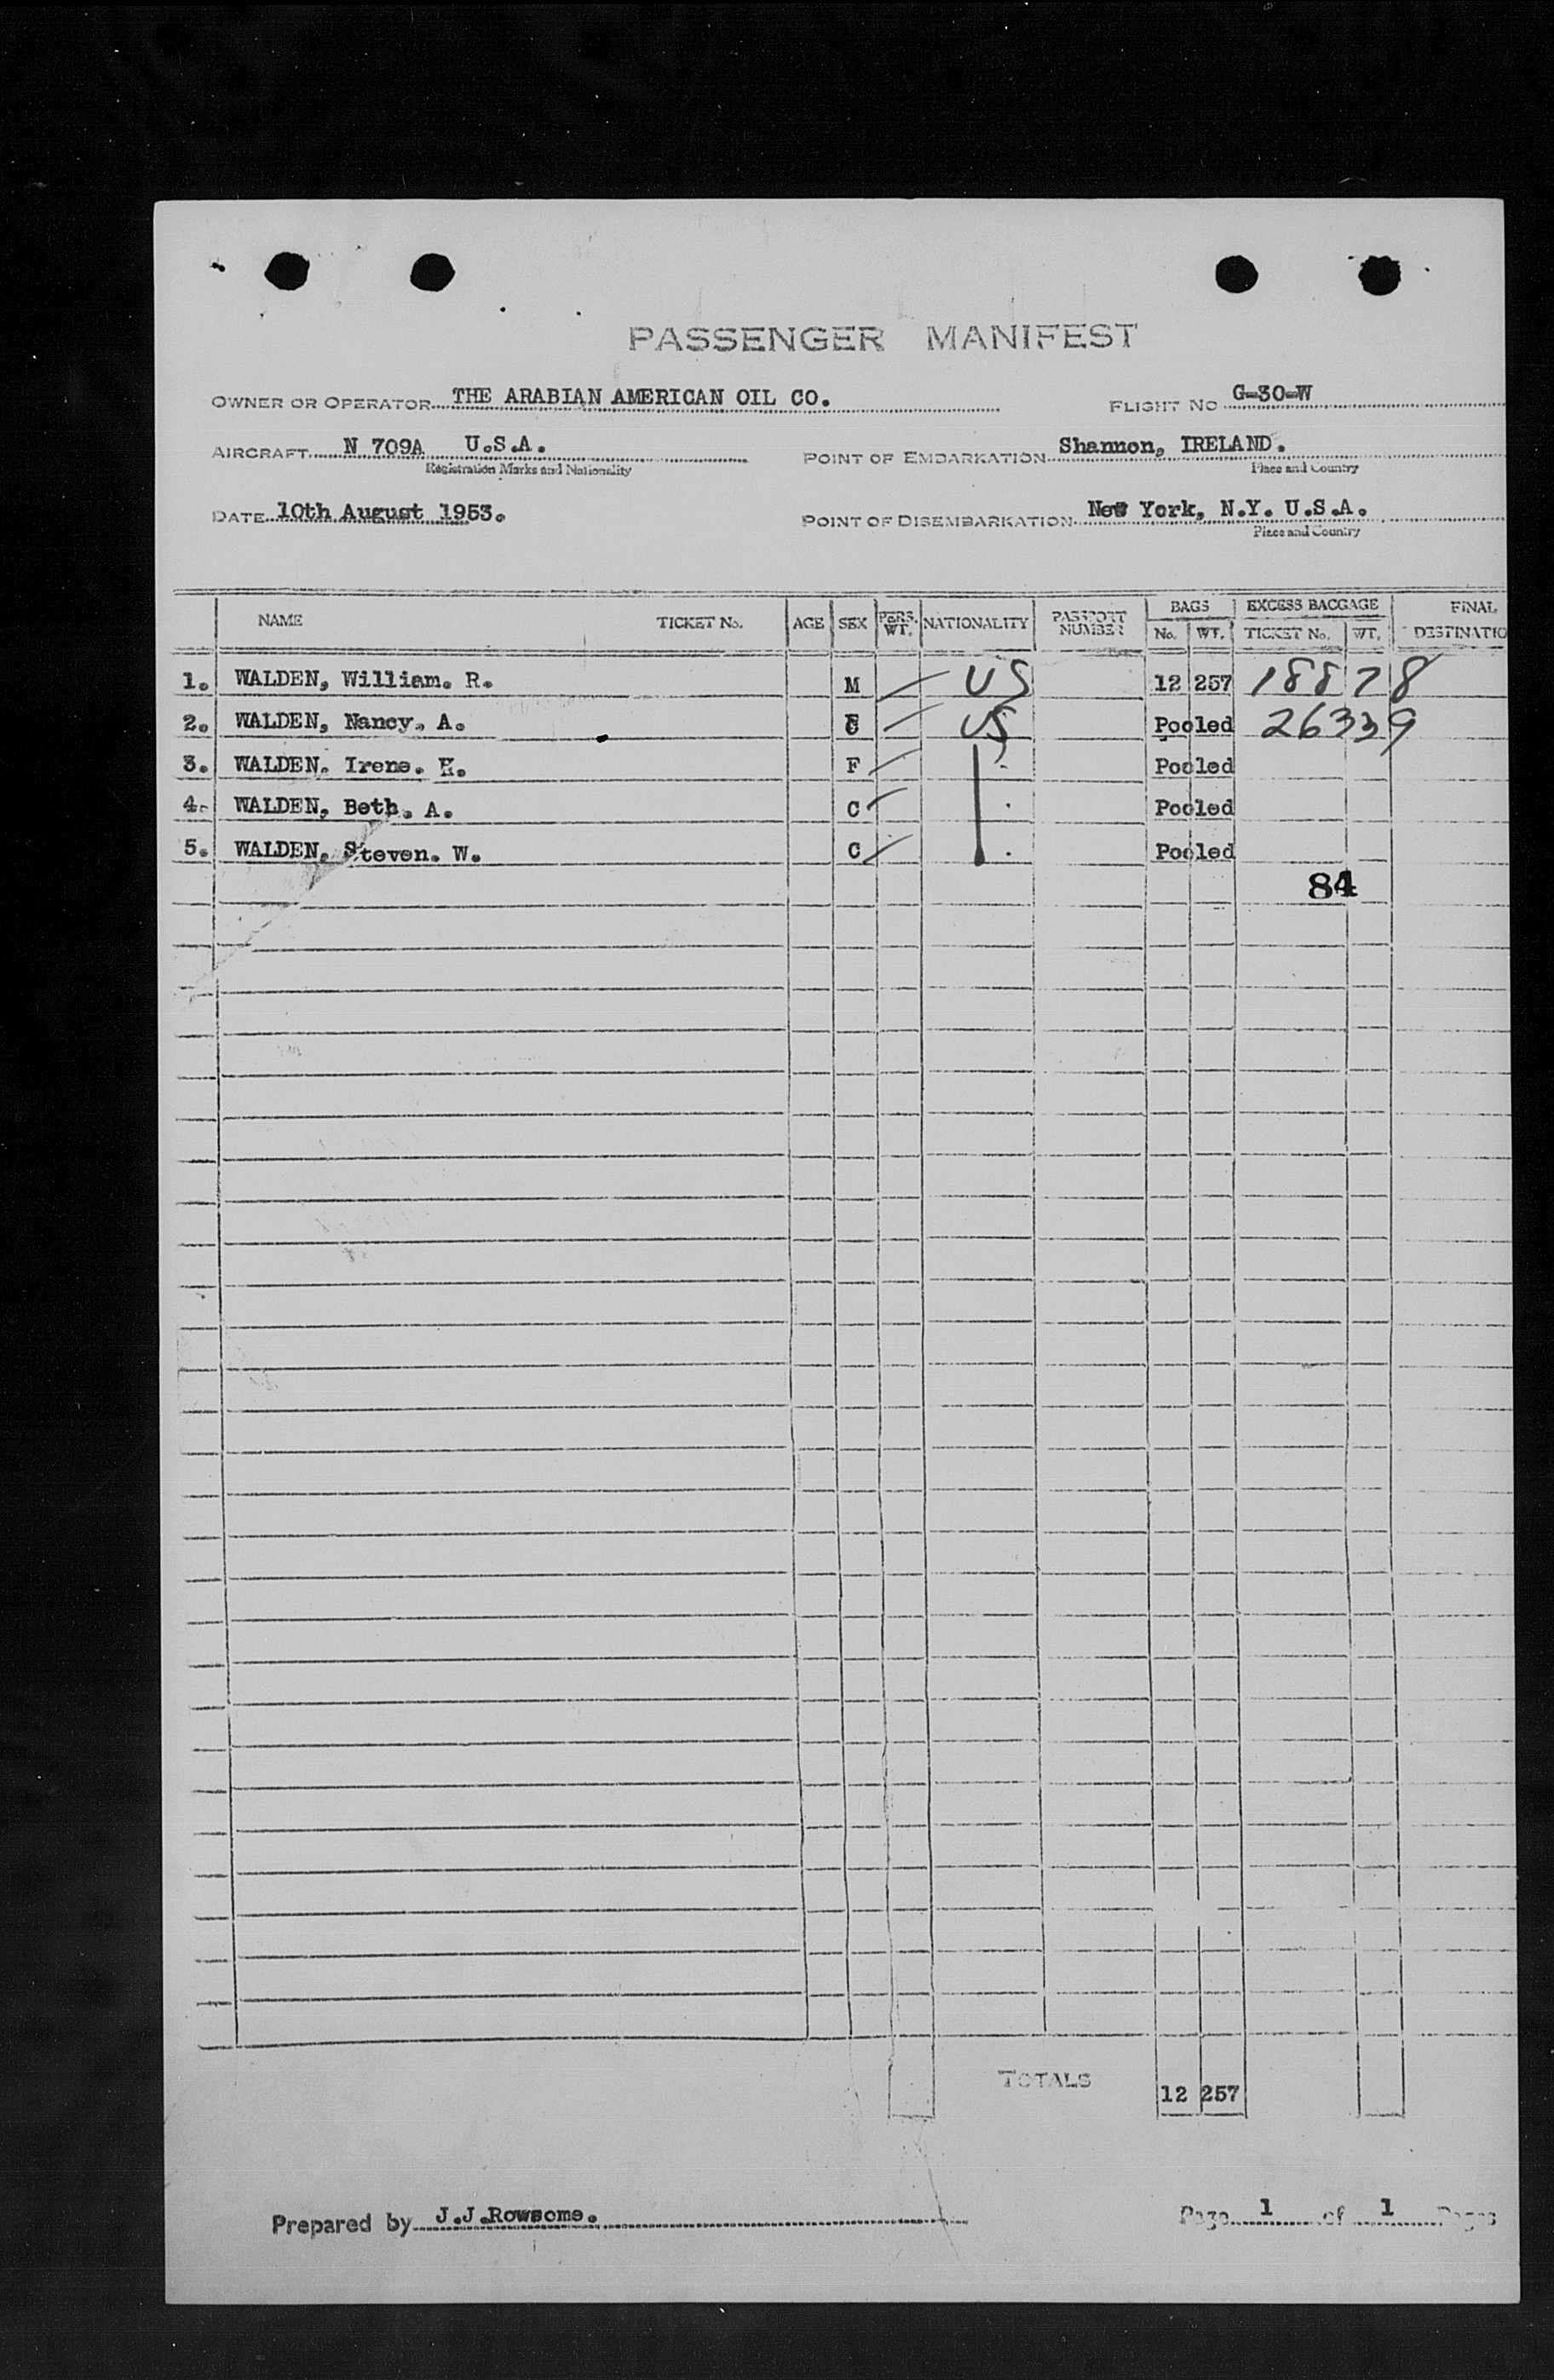 PASSENGER MANIFEST
OWNER OR OPERATOR THE ARABIAN AMERICAN OIL CO. FLIGHT NO G-30-W
AIRCRAFT N 709A U.S.A. POINT OF EMBARKATION Shannon, IRELAND.
Registration Marks and Nationality Place and Country
DATE 10th August 1953. POINT OF DISEMBARKATION New York, N.Y. U.S.A.
Place and Country
NAME TICKET No. AGE SEX PERS. WT. NATIONALITY PASSPORT NUMBER BAGS No. WT. EXCESS BAGGAGE TICKET No. WT. FINAL DESTINATIO
1. WALDEN, William. R. M US 12 257 18878
2. WALDEN, Nancy. A. US Pooled 26339
3. WALDEN. Irene. F Pooled
4. WALDEN, Beth. A. C Pooled
5. WALDEN, Steven. W. C Pooled
84
TOTALS 12 257
Prepared by J.J.Rowsome. Page 1 of 1 Pages